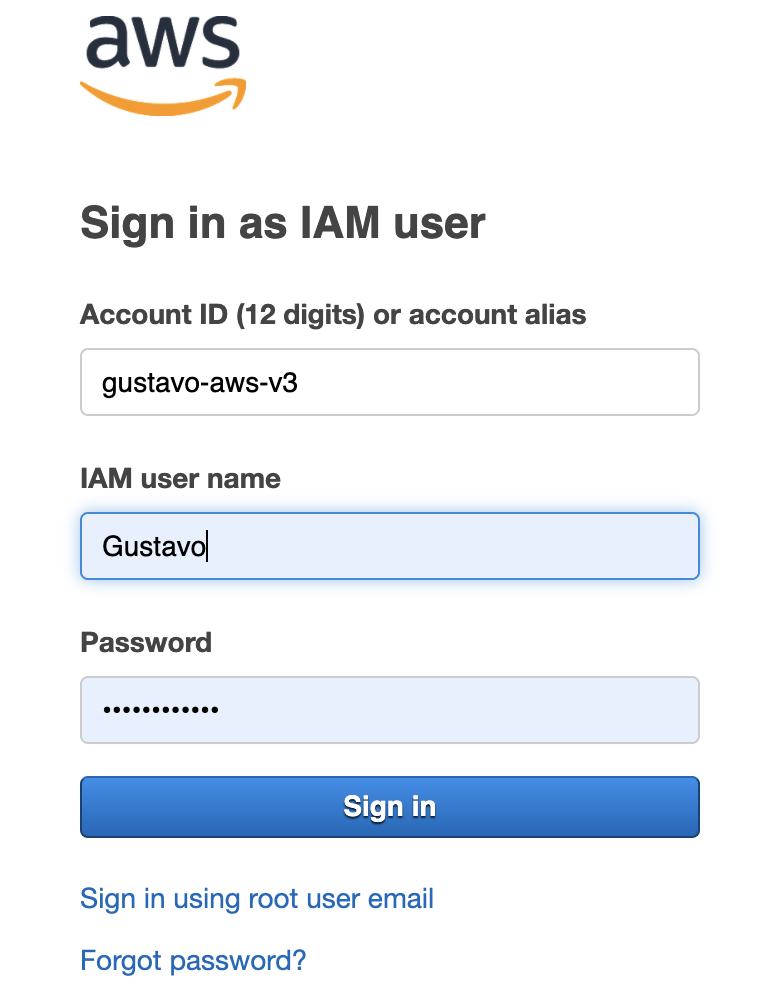 aws
Sign in as IAM user
Account ID (12 digits) or account alias
gustavo-aws-v3
IAM user name
Gustavo
Password
••••••••••••
Sign in
Sign in using root user email
Forgot password?